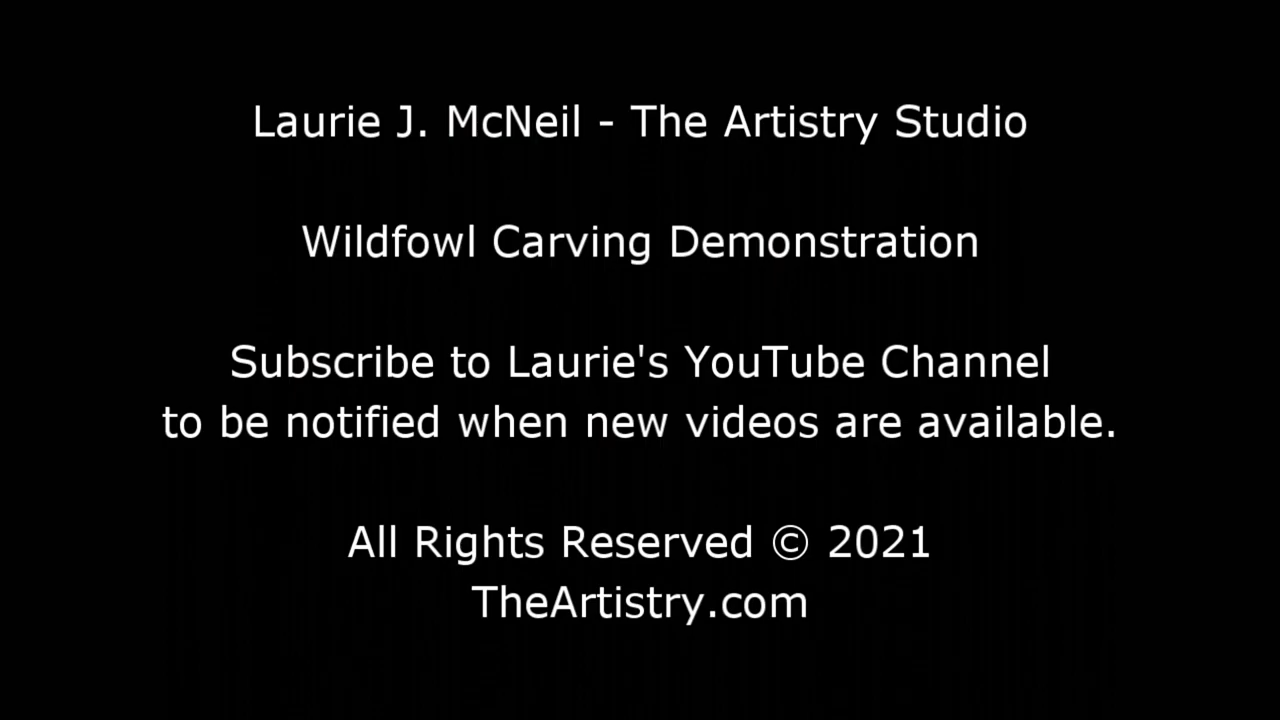 Laurie J. McNeil - The Artistry Studio
Wildfowl Carving Demonstration
Subscribe to Laurie's YouTube Channel
to be notified when new videos are available.
All Rights Reserved © 2021
TheArtistry.com